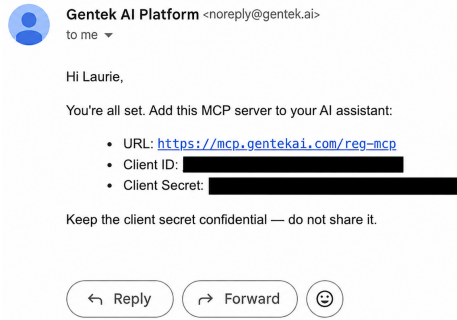 Gentek AI Platform <noreply@gentek.ai>
to me
Hi Laurie,
You're all set. Add this MCP server to your AI assistant:
• URL: https://mcp.gentekai.com/reg-mcp
• Client ID:
• Client Secret:
Keep the client secret confidential — do not share it.
Reply
Forward